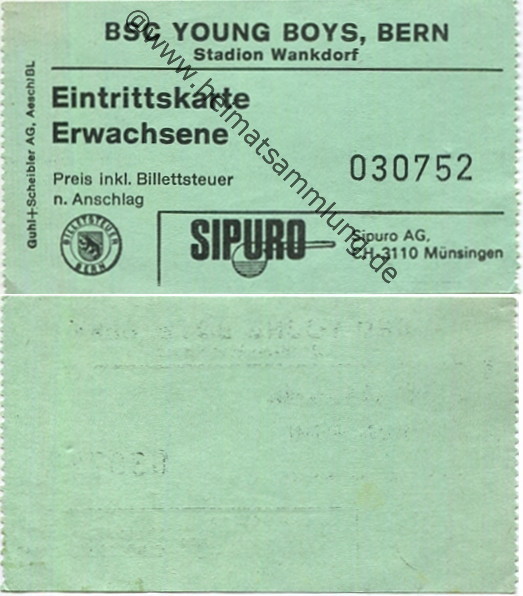 BSC YOUNG BOYS, BERN
Stadion Wankdorf
Eintrittskarte
Erwachsene
030752
Preis inkl. Billettsteuer
n. Anschlag
Guhl+Scheibler AG, Aesch/BL
BILLETSTEUER
BERN
SIPURO
Sipuro AG,
CH-3110 Münsingen
@www.heimatsammlung.de